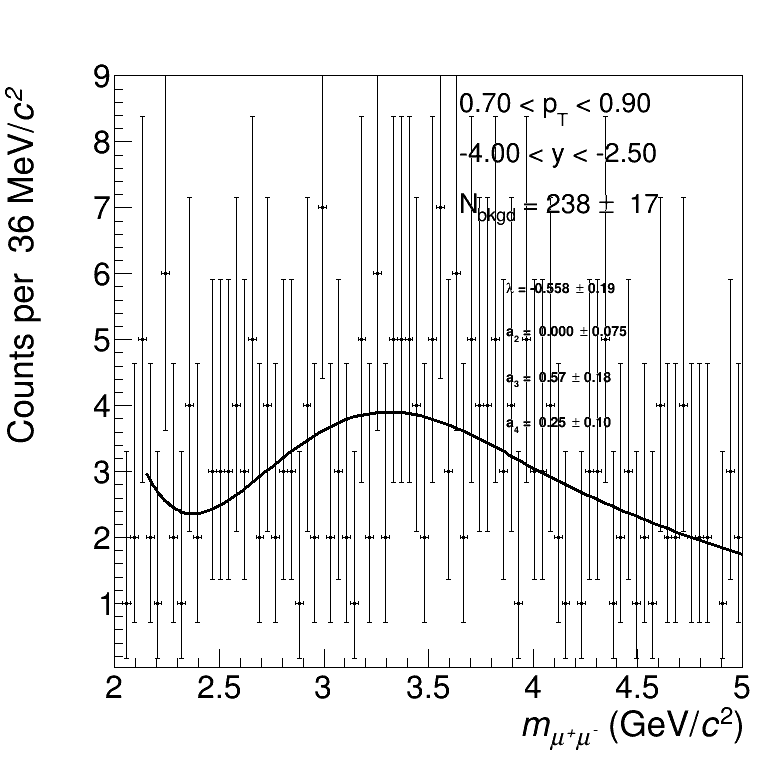 Counts per 36 MeV/c²
9
8
7
6
5
4
3
2
1
0.70 < p_T < 0.90
-4.00 < y < -2.50
N_bkgd = 238 ± 17
λ = -0.558 ± 0.19
a_2 = 0.000 ± 0.075
a_3 = 0.57 ± 0.18
a_4 = 0.25 ± 0.10
2 2.5 3 3.5 4 4.5 5
m_μ⁺μ⁻ (GeV/c²)